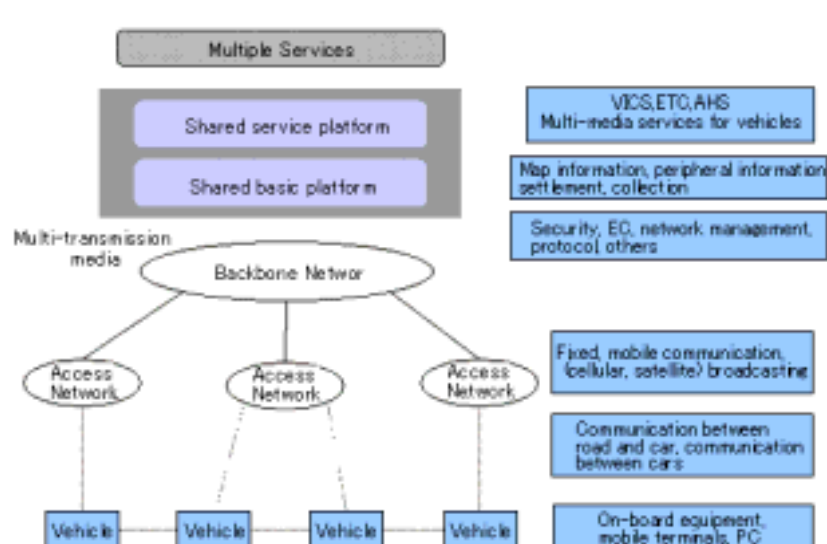 Multiple Services
Shared service platform
Shared basic platform
VICS,ETC,AHS
Multi-media services for vehicles
Map information, peripheral information
settlement, collection
Security, EC, network management,
protocol, others
Multi-transmission
media
Backbone Networ
Access
Network
Access
Network
Access
Network
Fixed, mobile communication,
(cellular, satellite) broadcasting
Communication between
road and car, communication
between cars
Vehicle
Vehicle
Vehicle
Vehicle
On-board equipment,
mobile terminals, PC